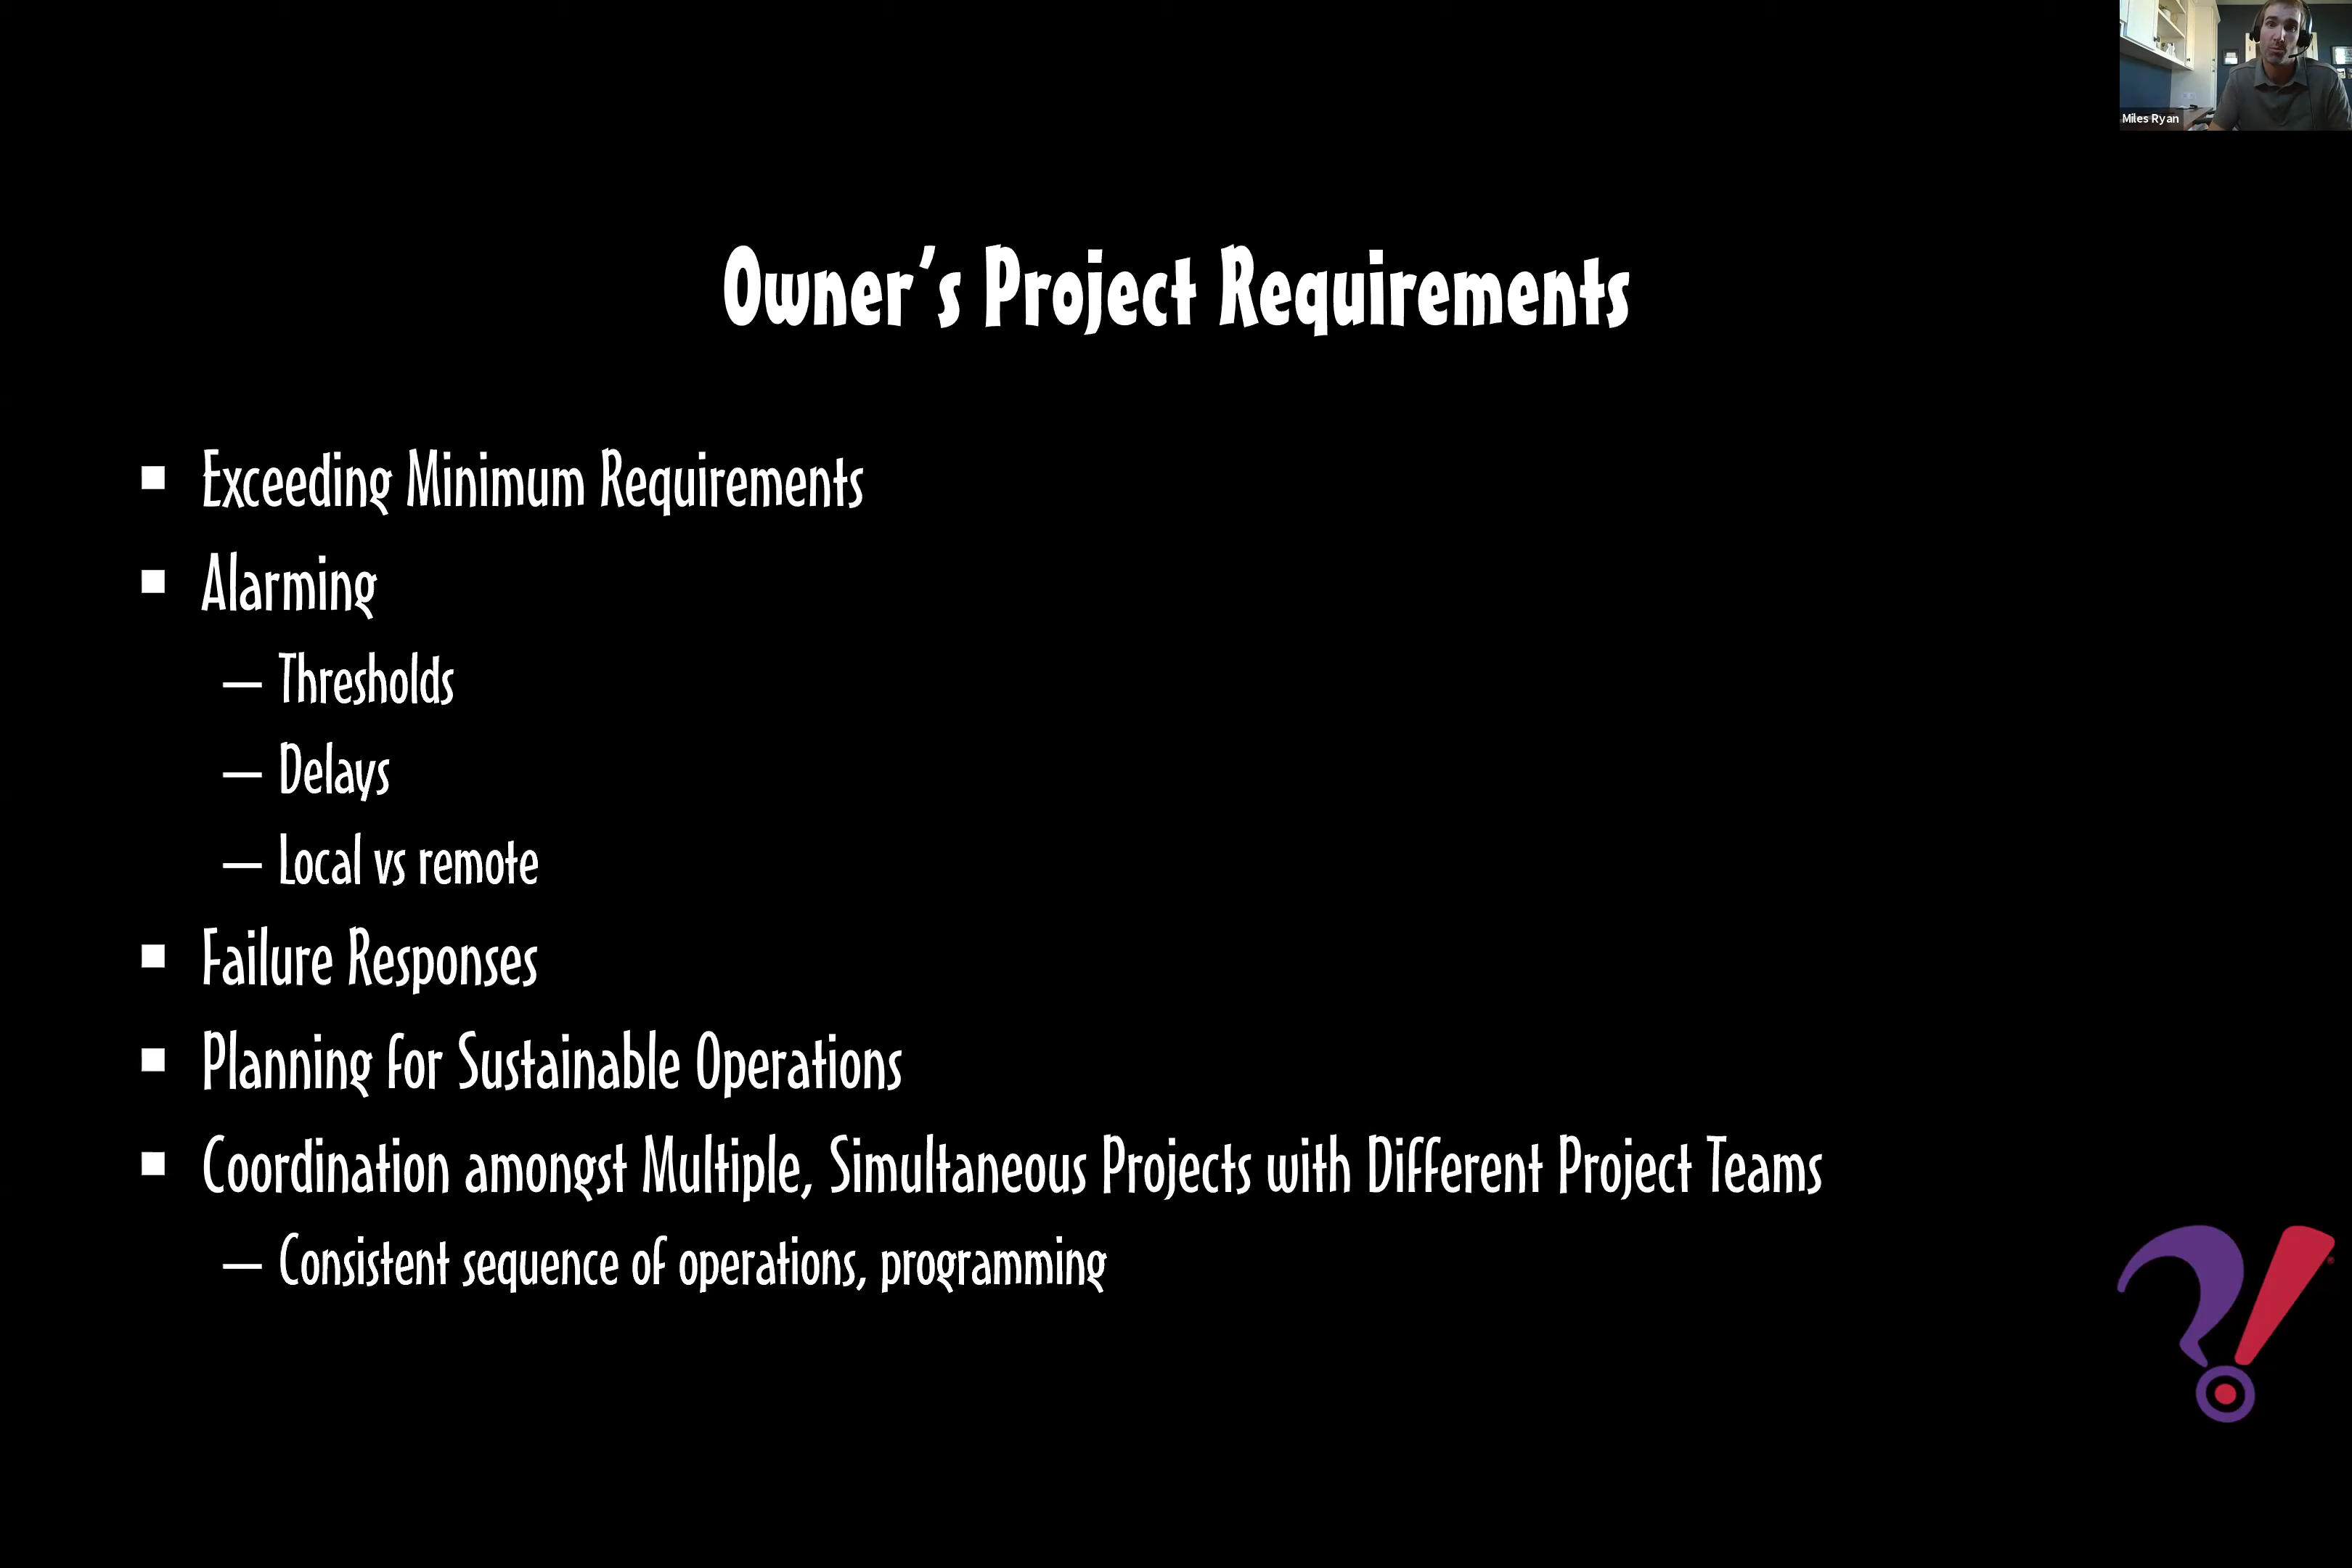 Miles Ryan
Owner's Project Requirements
■ Exceeding Minimum Requirements
■ Alarming
— Thresholds
— Delays
— Local vs remote
■ Failure Responses
■ Planning for Sustainable Operations
■ Coordination amongst Multiple, Simultaneous Projects with Different Project Teams
— Consistent sequence of operations, programming
?!